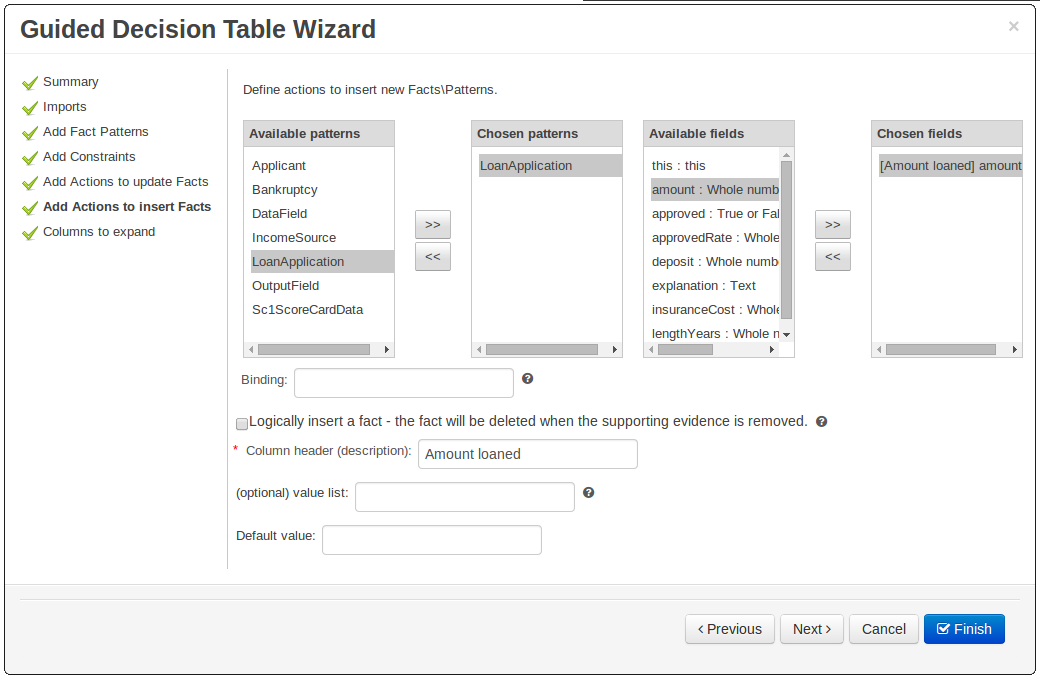 Guided Decision Table Wizard
×
Summary
Imports
Add Fact Patterns
Add Constraints
Add Actions to update Facts
Add Actions to insert Facts
Columns to expand
Define actions to insert new Facts\Patterns.
Available patterns
Applicant
Bankruptcy
DataField
IncomeSource
LoanApplication
OutputField
Sc1ScoreCardData
>>
<<
Chosen patterns
LoanApplication
Available fields
this : this
amount : Whole numb
approved : True or Fal
approvedRate : Whole
deposit : Whole numb
explanation : Text
insuranceCost : Whol
lengthYears : Whole n
>>
<<
Chosen fields
[Amount loaned] amount
Binding:
?
Logically insert a fact - the fact will be deleted when the supporting evidence is removed. ?
* Column header (description): Amount loaned
(optional) value list:
?
Default value:
‹ Previous
Next ›
Cancel
Finish